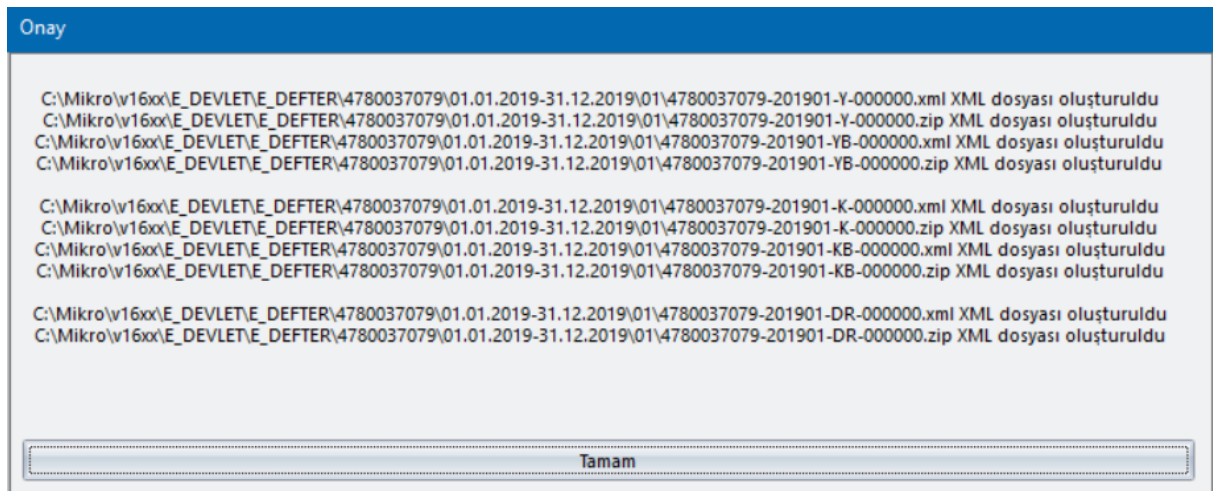 Onay
C:\Mikro\v16xx\E_DEVLET\E_DEFTER\4780037079\01.01.2019-31.12.2019\01\4780037079-201901-Y-000000.xml XML dosyası oluşturuldu
C:\Mikro\v16xx\E_DEVLET\E_DEFTER\4780037079\01.01.2019-31.12.2019\01\4780037079-201901-Y-000000.zip XML dosyası oluşturuldu
C:\Mikro\v16xx\E_DEVLET\E_DEFTER\4780037079\01.01.2019-31.12.2019\01\4780037079-201901-YB-000000.xml XML dosyası oluşturuldu
C:\Mikro\v16xx\E_DEVLET\E_DEFTER\4780037079\01.01.2019-31.12.2019\01\4780037079-201901-YB-000000.zip XML dosyası oluşturuldu
C:\Mikro\v16xx\E_DEVLET\E_DEFTER\4780037079\01.01.2019-31.12.2019\01\4780037079-201901-K-000000.xml XML dosyası oluşturuldu
C:\Mikro\v16xx\E_DEVLET\E_DEFTER\4780037079\01.01.2019-31.12.2019\01\4780037079-201901-K-000000.zip XML dosyası oluşturuldu
C:\Mikro\v16xx\E_DEVLET\E_DEFTER\4780037079\01.01.2019-31.12.2019\01\4780037079-201901-KB-000000.xml XML dosyası oluşturuldu
C:\Mikro\v16xx\E_DEVLET\E_DEFTER\4780037079\01.01.2019-31.12.2019\01\4780037079-201901-KB-000000.zip XML dosyası oluşturuldu
C:\Mikro\v16xx\E_DEVLET\E_DEFTER\4780037079\01.01.2019-31.12.2019\01\4780037079-201901-DR-000000.xml XML dosyası oluşturuldu
C:\Mikro\v16xx\E_DEVLET\E_DEFTER\4780037079\01.01.2019-31.12.2019\01\4780037079-201901-DR-000000.zip XML dosyası oluşturuldu
Tamam